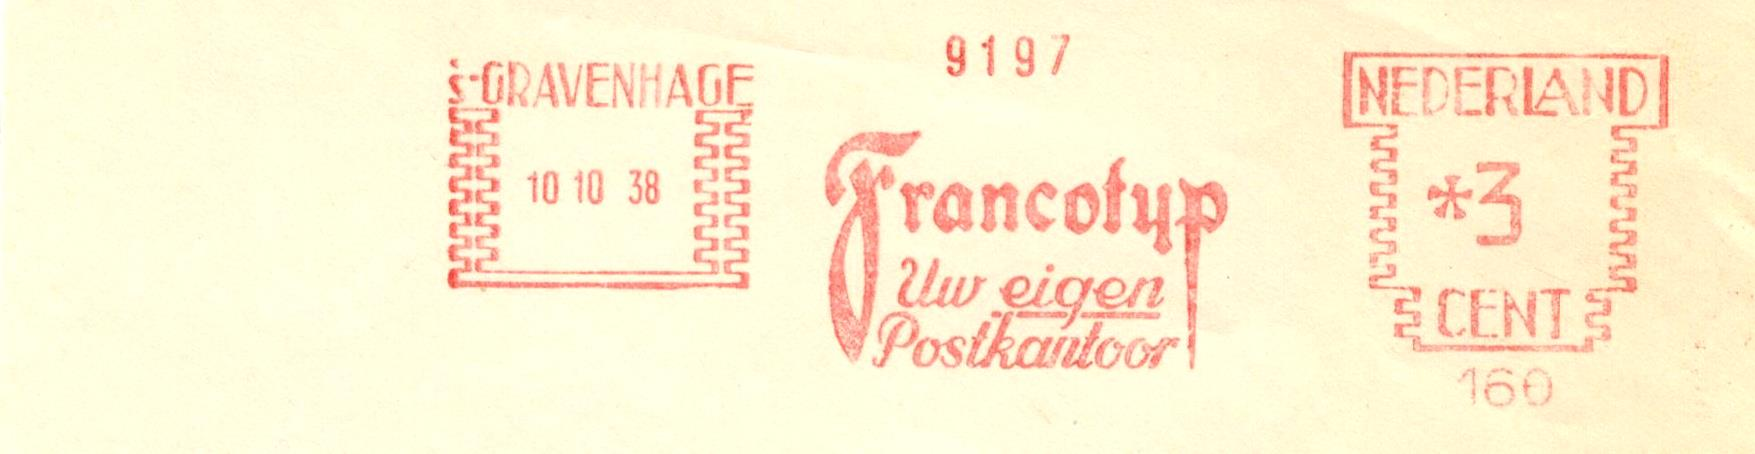 's-GRAVENHAGE
10 10 38
9197
Francotyp
Uw eigen
Postkantoor
NEDERLAND
*3
CENT
160